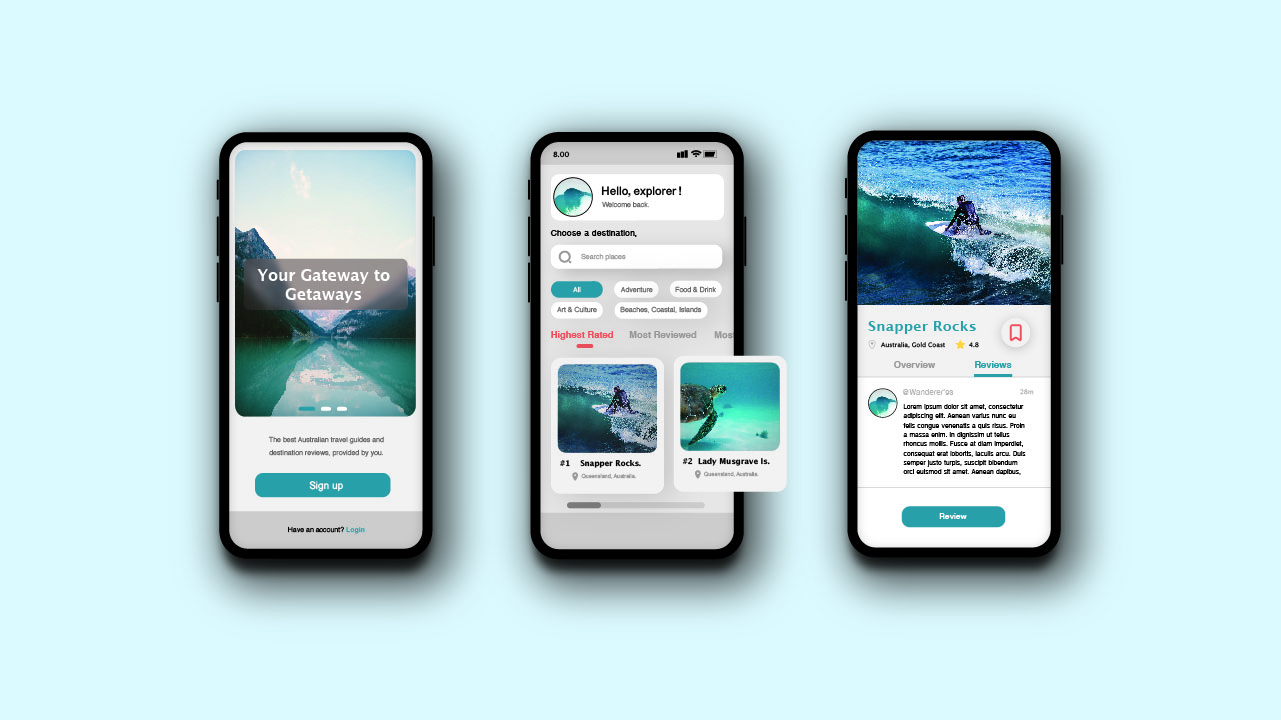 Your Gateway to
Getaways
The best Australian travel guides and
destination reviews, provided by you.
Sign up
Have an account? Login
8.00
Hello, explorer !
Welcome back.
Choose a destination,
Search places
All
Adventure
Food & Drink
Art & Culture
Beaches, Coastal, Islands
Highest Rated
Most Reviewed
Mos
#1 Snapper Rocks.
Queensland, Australia.
#2 Lady Musgrave Is.
Queensland, Australia.
Snapper Rocks
Australia, Gold Coast
4.8
Overview
Reviews
@Wanderer'es
28m
Lorem ipsum dolor sit amet, consectetur
adipiscing elit. Aenean varius nunc eu
felis congue venenatis a quis risus. Proin
a massa enim. In dignissim ut tellus
rhoncus mollis. Fusce at diam imperdiet,
consequat erat lobortis, iaculis arcu. Duis
semper justo turpis, suscipit bibendum
orci euismod sit amet. Aenean dapibus,
Review